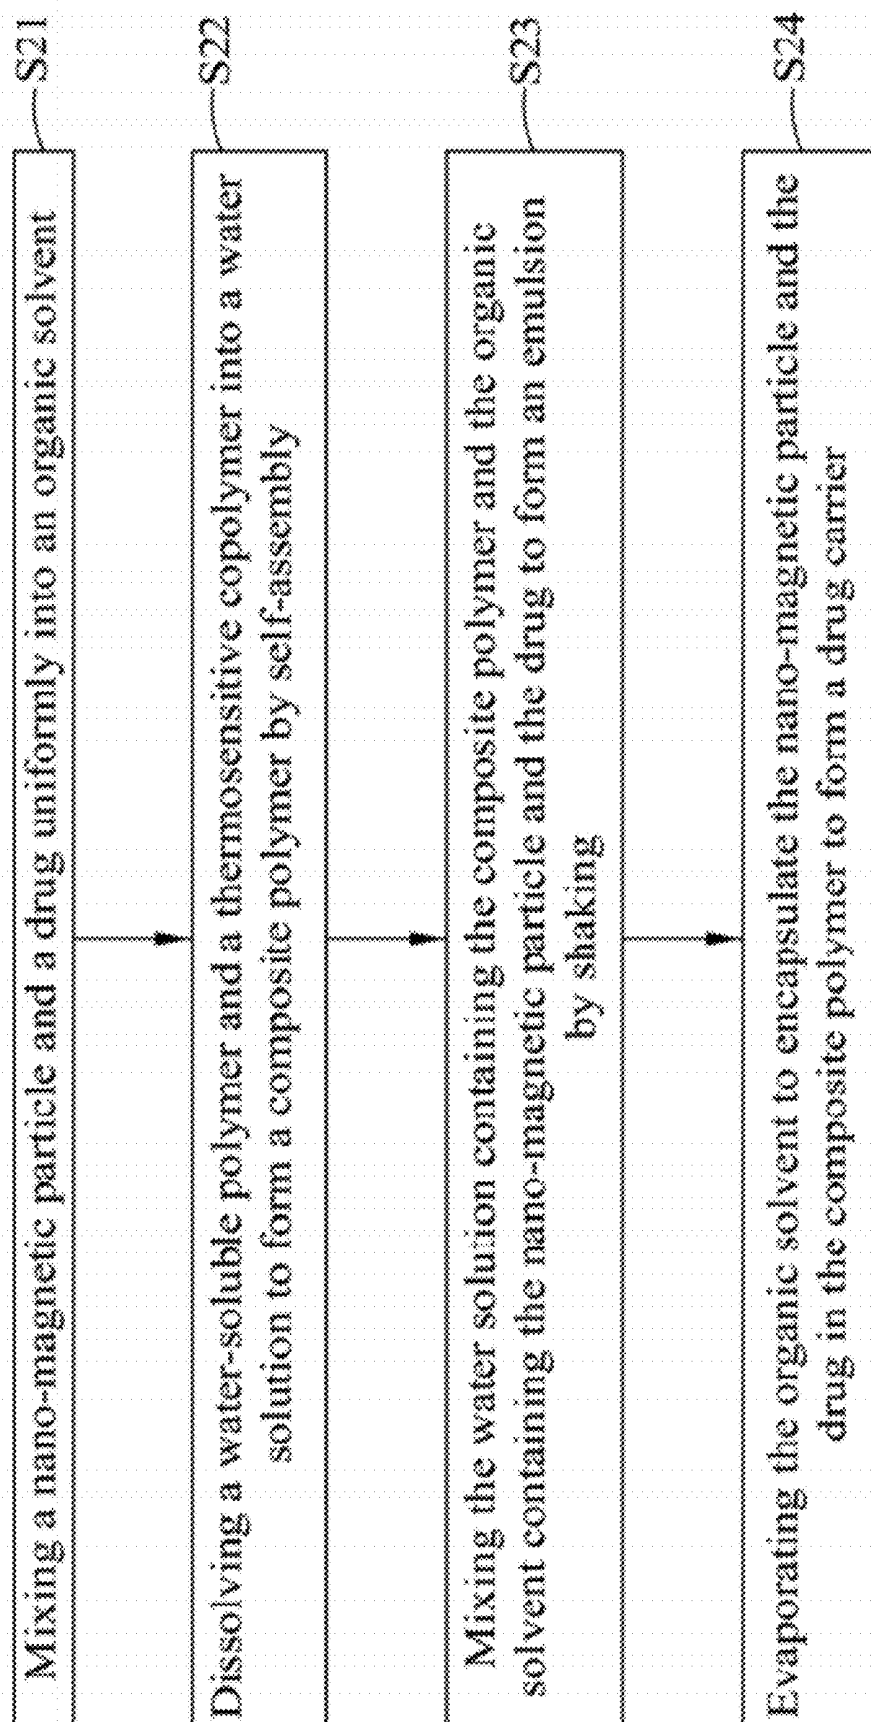 Mixing a nano-magnetic particle and a drug uniformly into an organic solvent
S21
Dissolving a water-soluble polymer and a thermosensitive copolymer into a water
solution to form a composite polymer by self-assembly
S22
Mixing the water solution containing the composite polymer and the organic
solvent containing the nano-magnetic particle and the drug to form an emulsion
by shaking
S23
Evaporating the organic solvent to encapsulate the nano-magnetic particle and the
drug in the composite polymer to form a drug carrier
S24